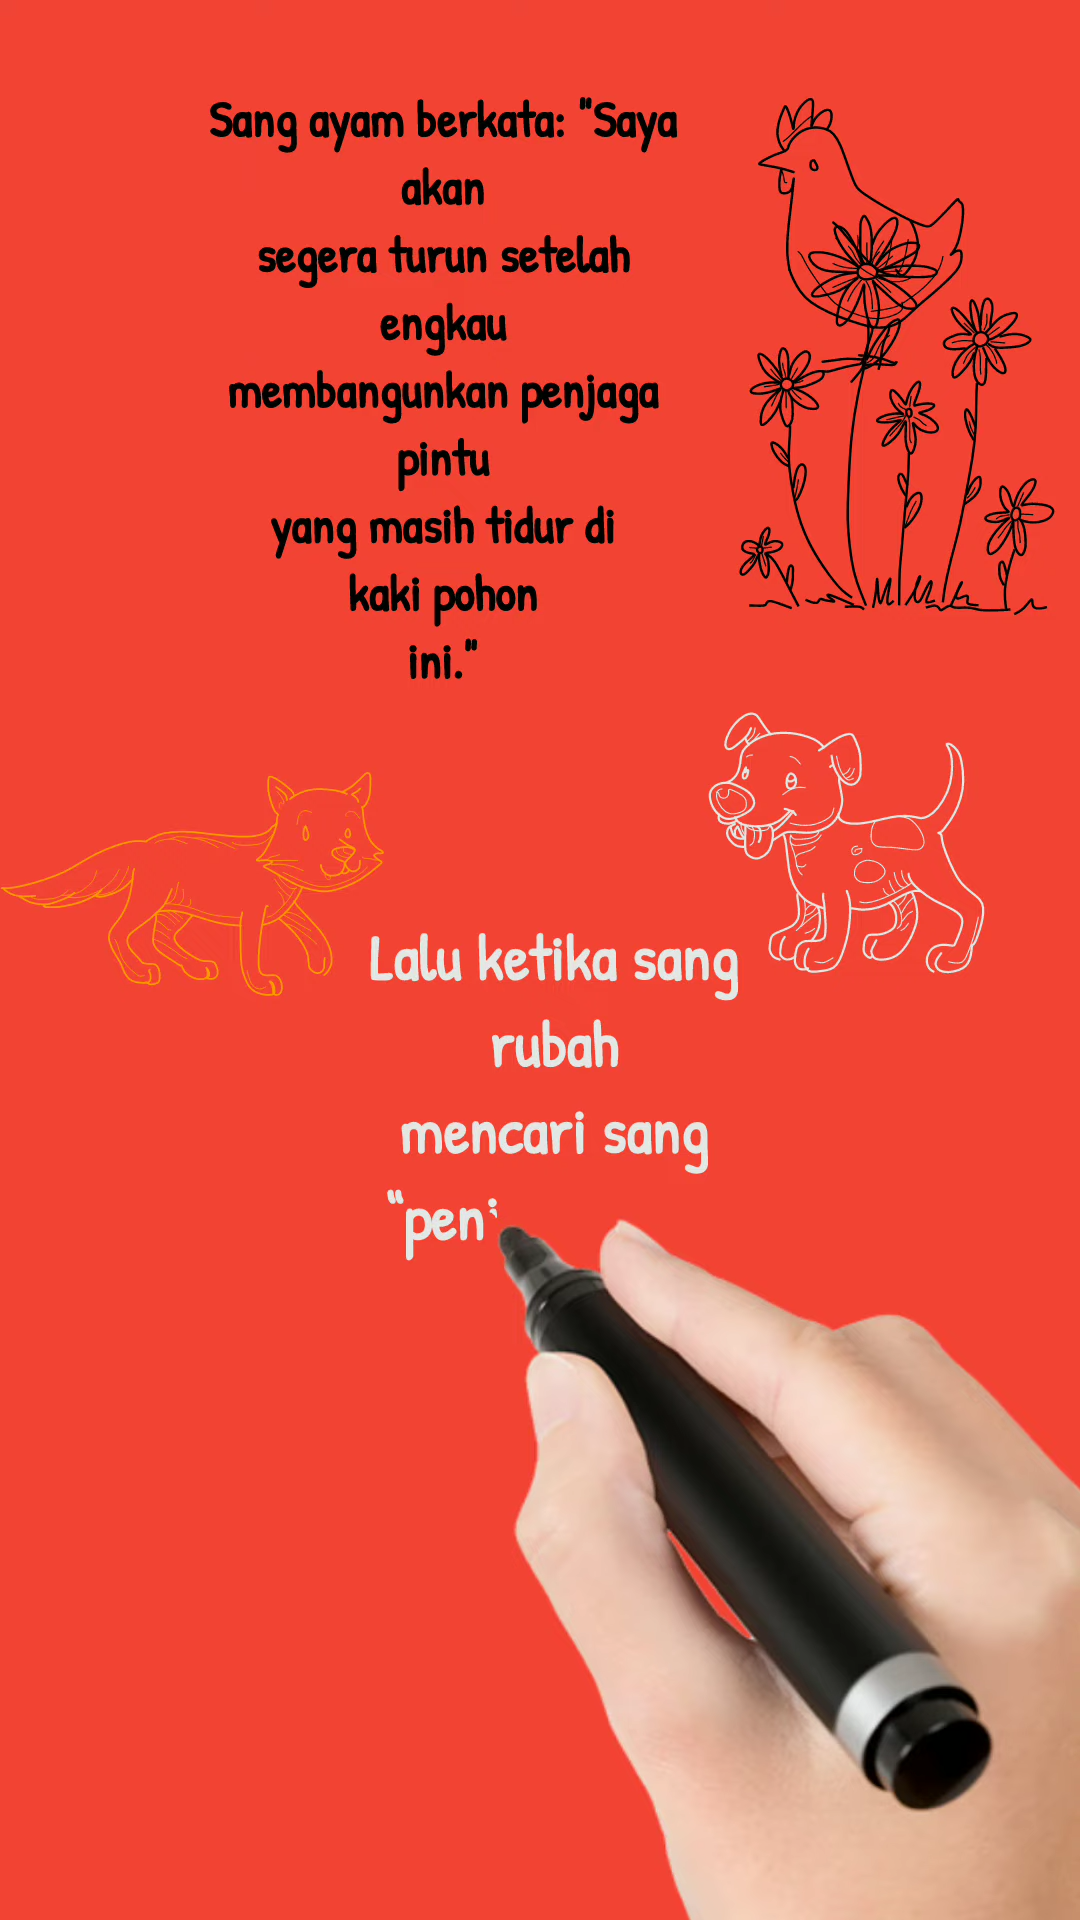 Sang ayam berkata: "Saya
akan
segera turun setelah
engkau
membangunkan penjaga
pintu
yang masih tidur di
kaki pohon
ini."
Lalu ketika sang
rubah
mencari sang
"penj